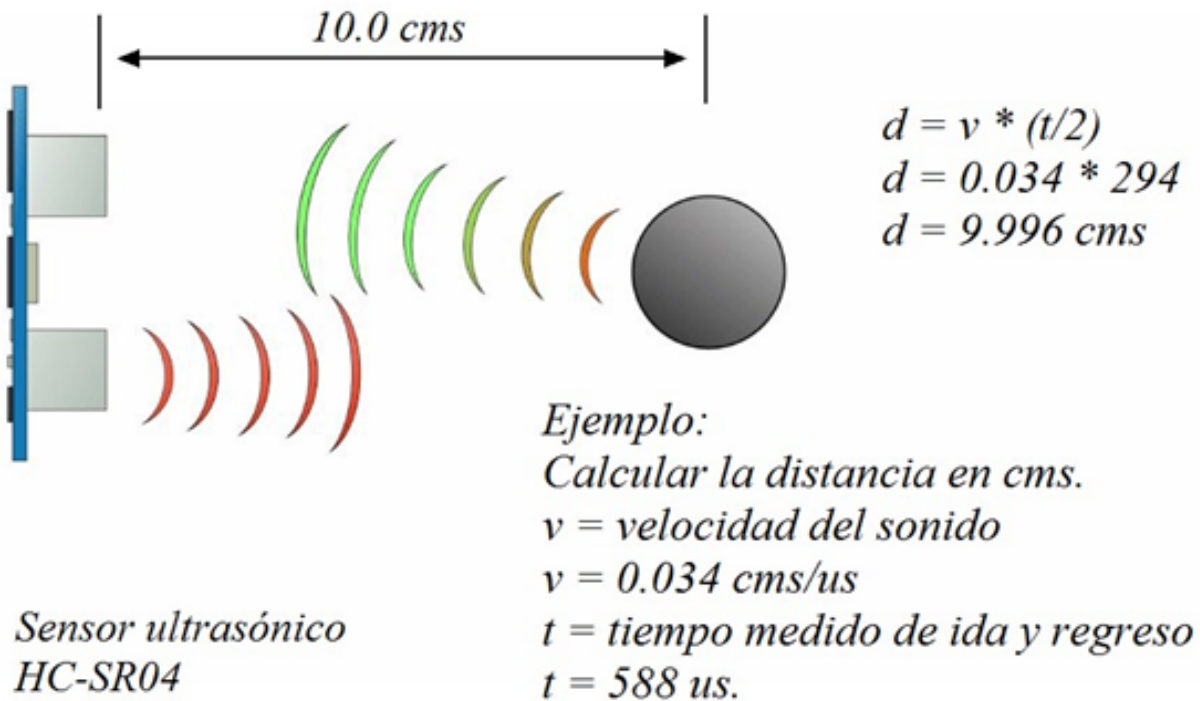 10.0 cms
d = v * (t/2)
d = 0.034 * 294
d = 9.996 cms
Ejemplo:
Calcular la distancia en cms.
v = velocidad del sonido
v = 0.034 cms/us
t = tiempo medido de ida y regreso
t = 588 us.
Sensor ultrasónico
HC-SR04